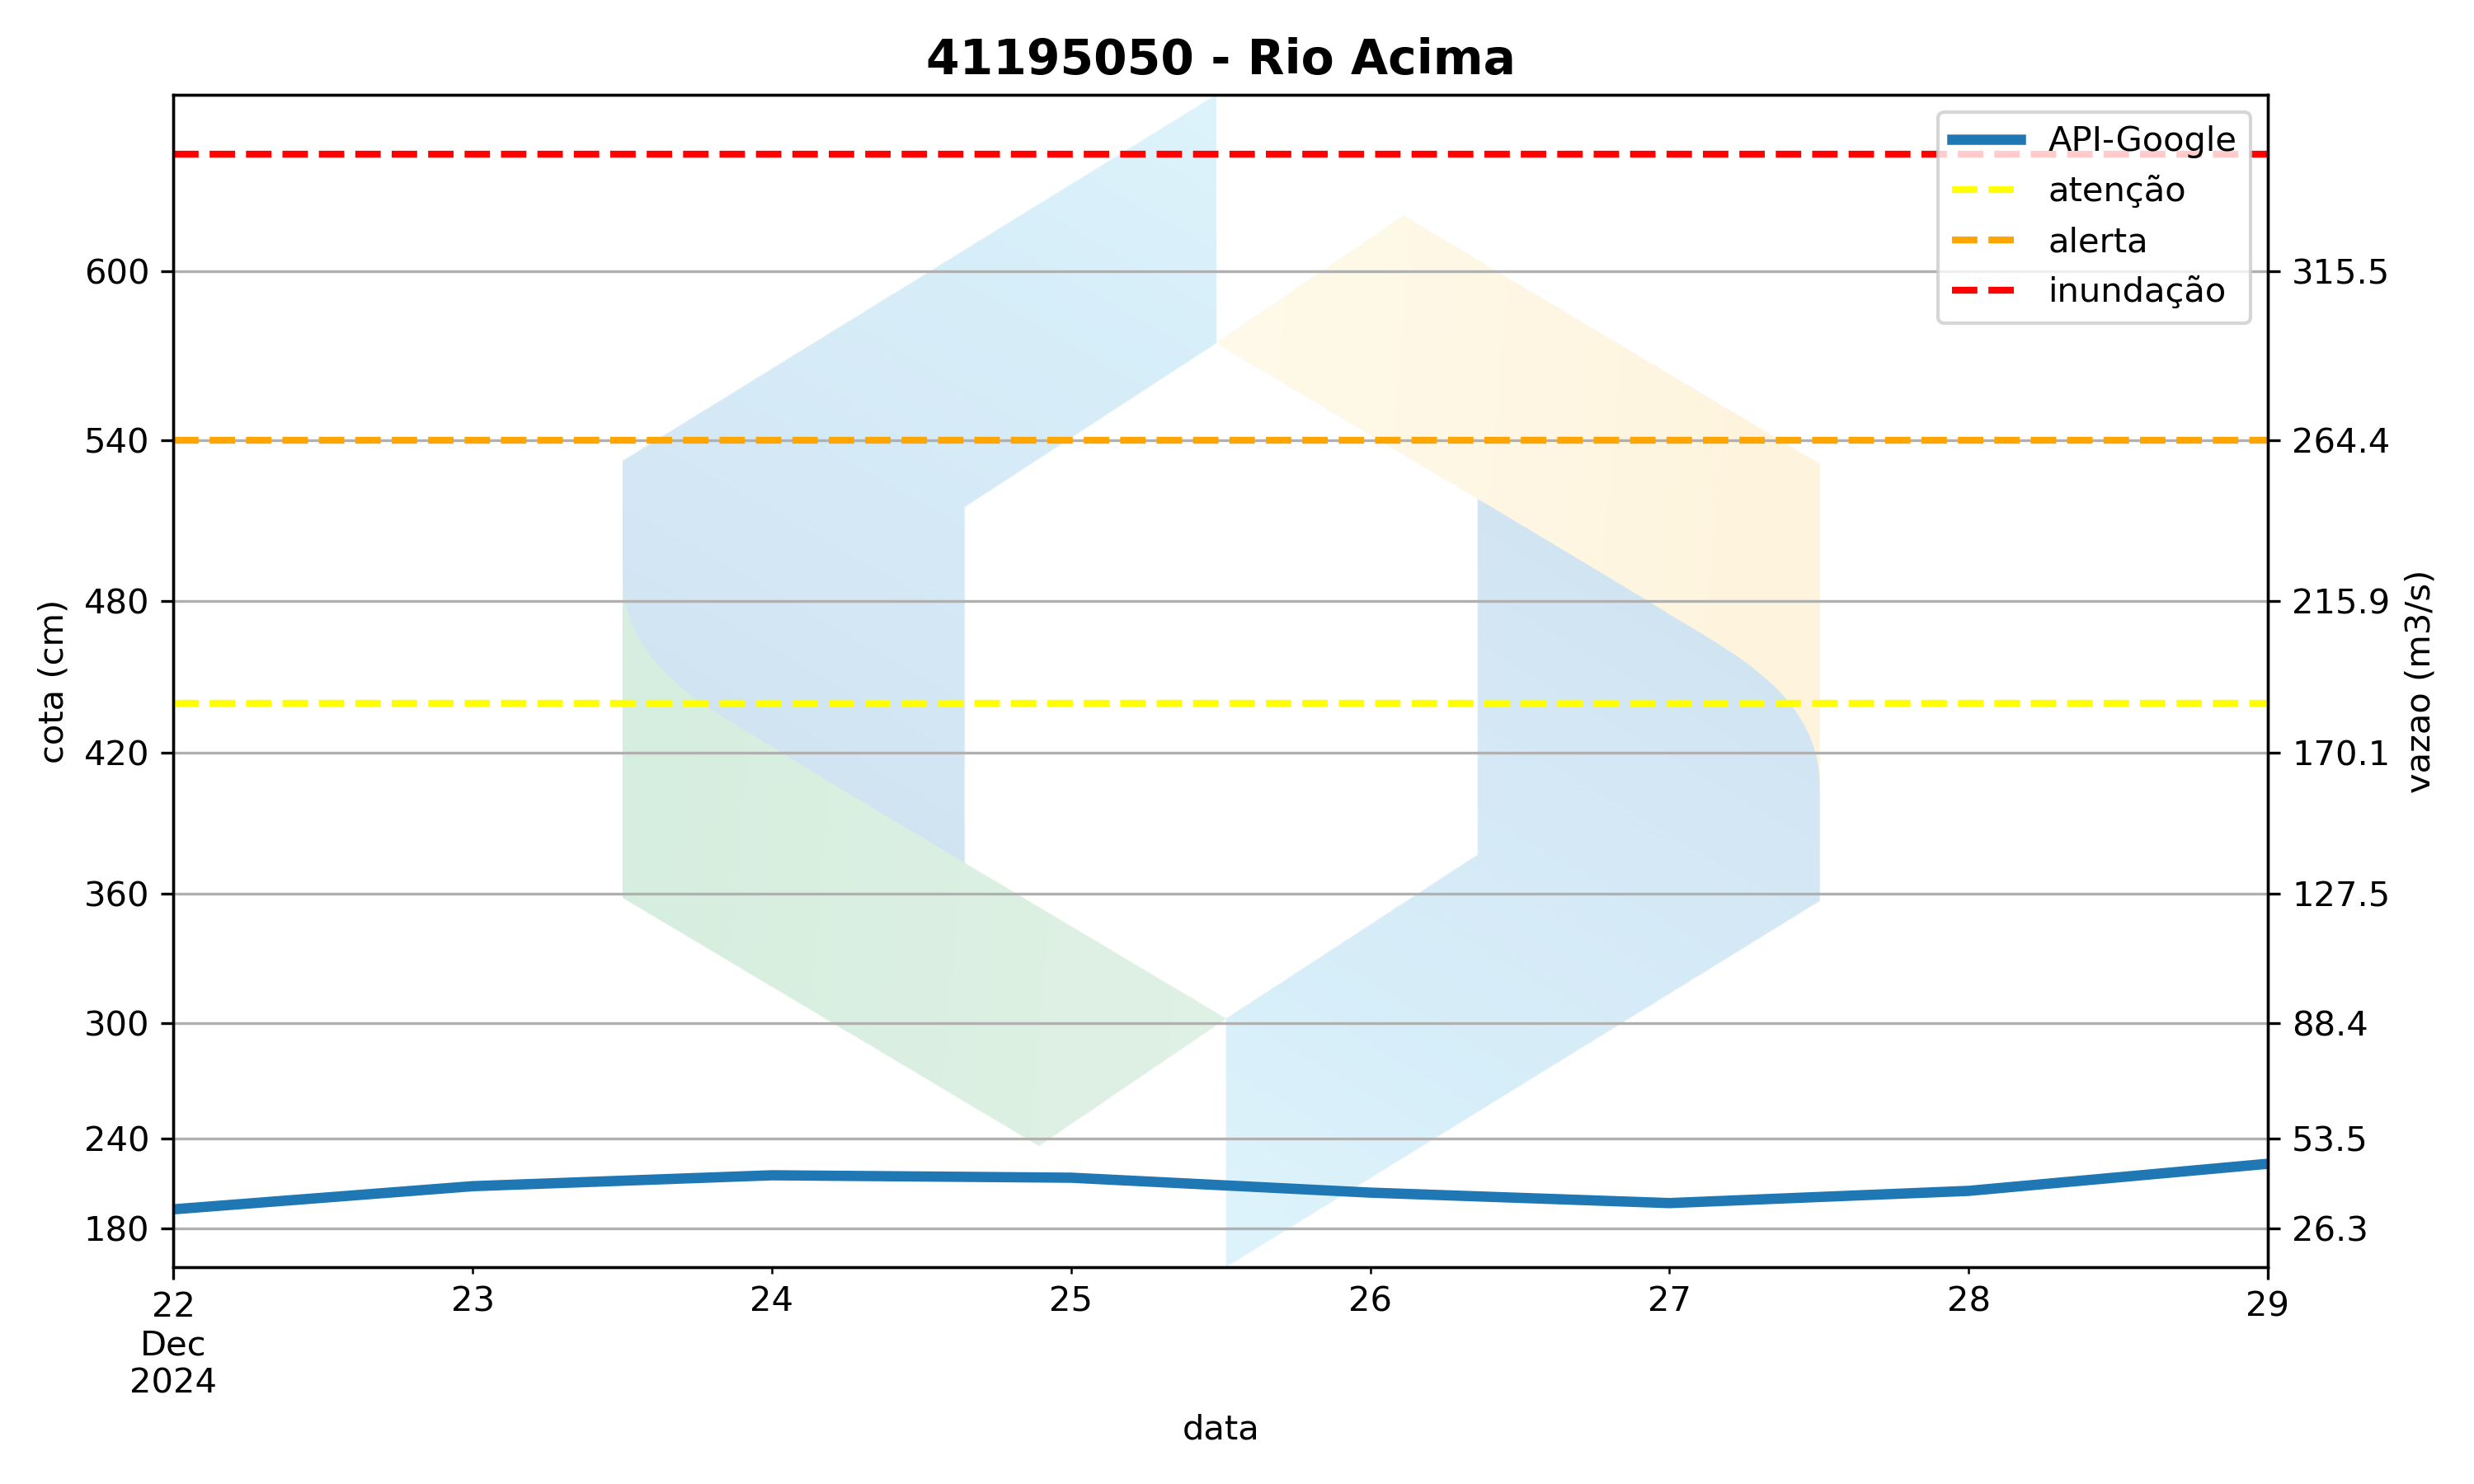 41195050 - Rio Acima
API-Google
atenção
alerta
inundação
cota (cm)
600
540
480
420
360
300
240
180
315.5
264.4
215.9
170.1
127.5
88.4
53.5
26.3
vazao (m3/s)
22
Dec
2024
23
24
25
26
27
28
29
data